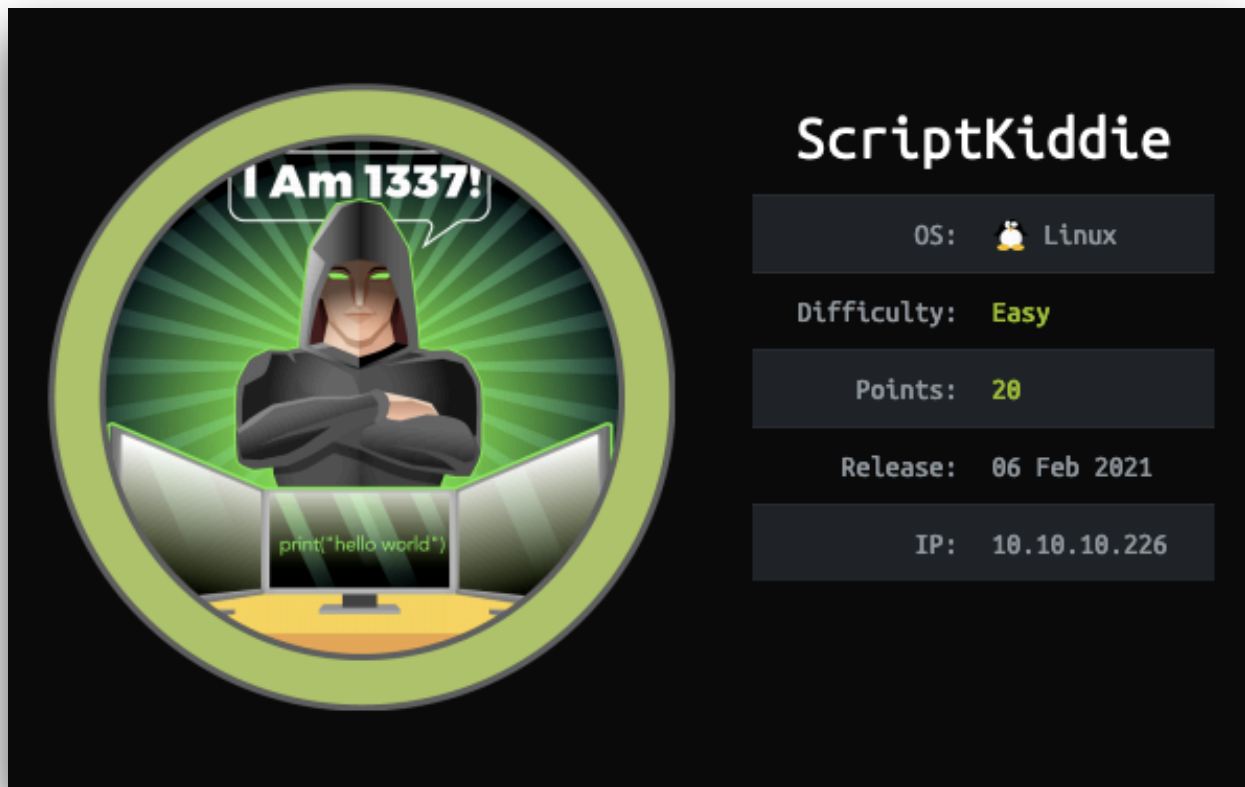 I Am 1337!
print("hello world")
ScriptKiddie
OS: Linux
Difficulty: Easy
Points: 20
Release: 06 Feb 2021
IP: 10.10.10.226